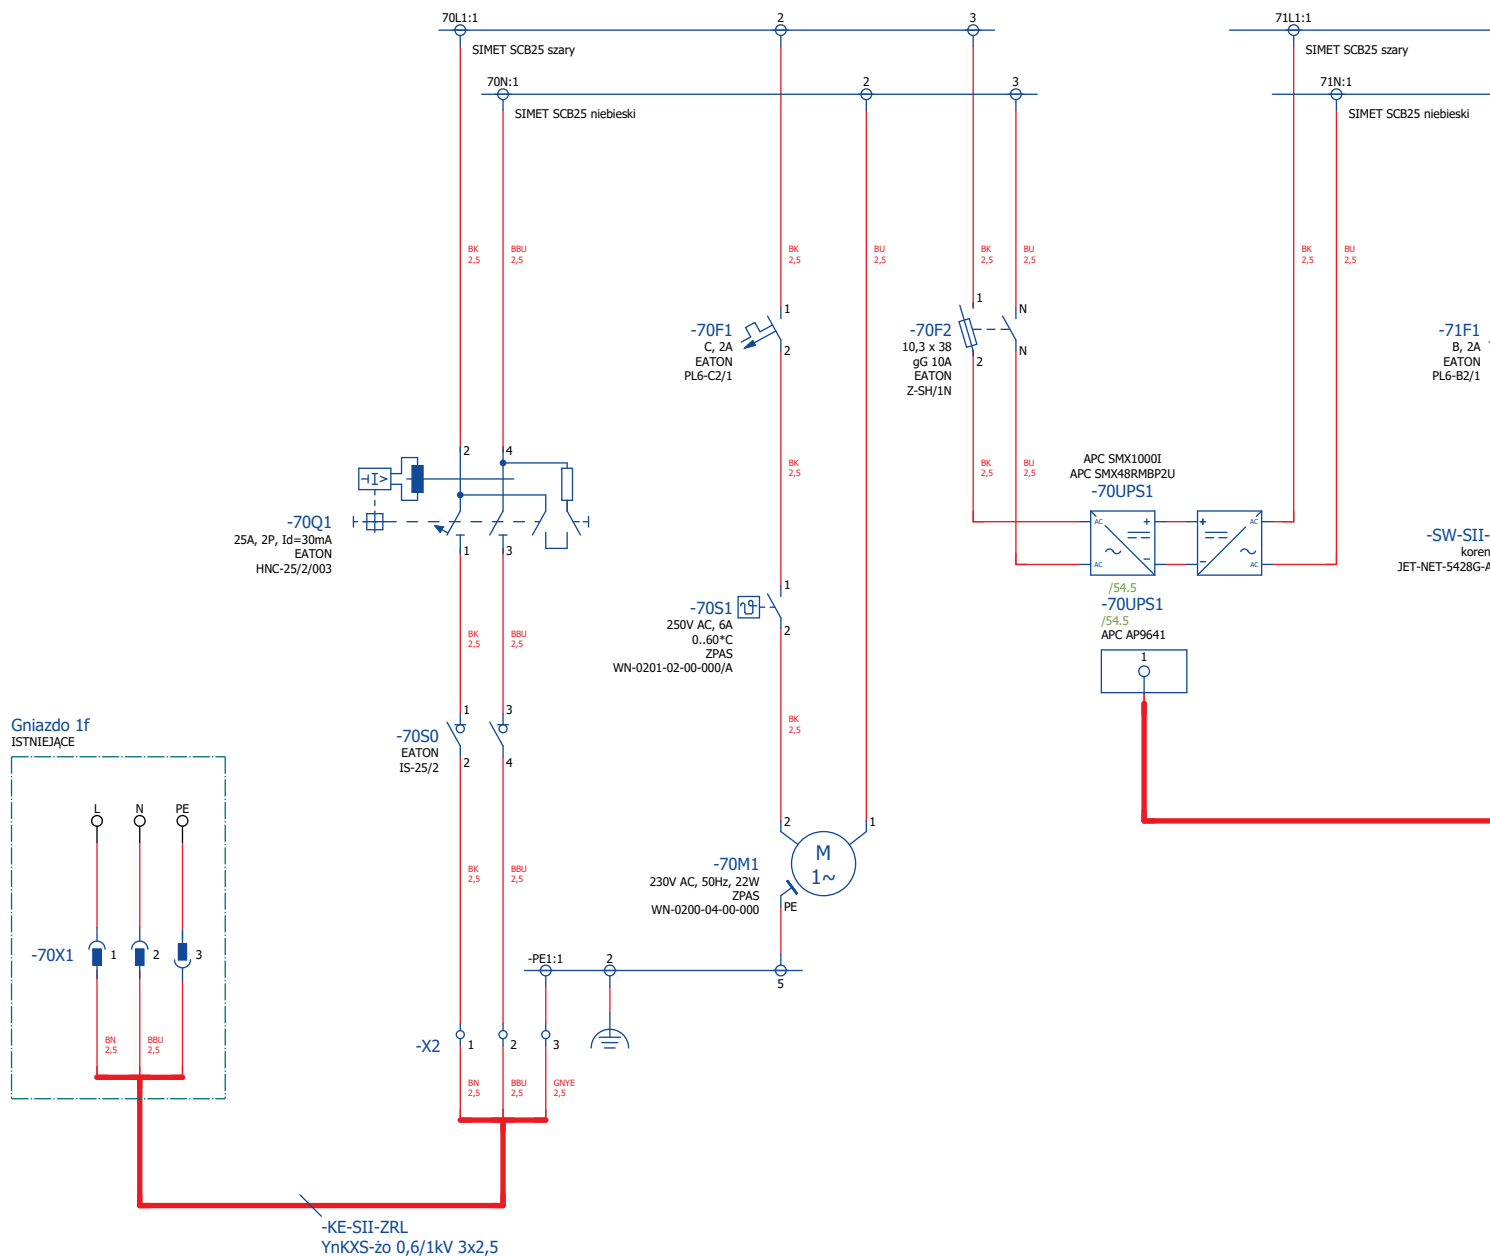 70L1:1
2
3
71L1:1
SIMET SCB25 szary
SIMET SCB25 szary
70N:1
2
3
71N:1
SIMET SCB25 niebieski
SIMET SCB25 niebieski
BK
2,5
BBU
2,5
BK
2,5
BU
2,5
BK
2,5
BU
2,5
BK
2,5
BU
2,5
-70F1
C, 2A
EATON
PL6-C2/1
1
2
-70F2
10,3 x 38
gG 10A
EATON
Z-SH/1N
1
2
N
N
-71F1
B, 2A
EATON
PL6-B2/1
2
4
I>
-70Q1
25A, 2P, Id=30mA
EATON
HNC-25/2/003
1
3
BK
2,5
BK
2,5
BU
2,5
APC SMX1000I
APC SMX48RMBP2U
-70UPS1
AC
AC
+
-
+
-
AC
AC
/54.5
-70UPS1
/54.5
APC AP9641
1
-SW-SII-
koren
JET-NET-5428G-A
-70S1
250V AC, 6A
0..60*C
ZPAS
WN-0201-02-00-000/A
ϑ
1
2
BK
2,5
BBU
2,5
-70S0
EATON
IS-25/2
1
3
2
4
BK
2,5
Gniazdo 1f
ISTNIEJĄCE
L
N
PE
-70X1
1
2
3
BN
2,5
BBU
2,5
BK
2,5
BBU
2,5
-70M1
230V AC, 50Hz, 22W
ZPAS
WN-0200-04-00-000
2
1
M
1~
PE
-PE1:1
2
5
-X2
1
2
3
BN
2,5
BBU
2,5
GNYE
2,5
-KE-SII-ZRL
YnKXS-żo 0,6/1kV 3x2,5